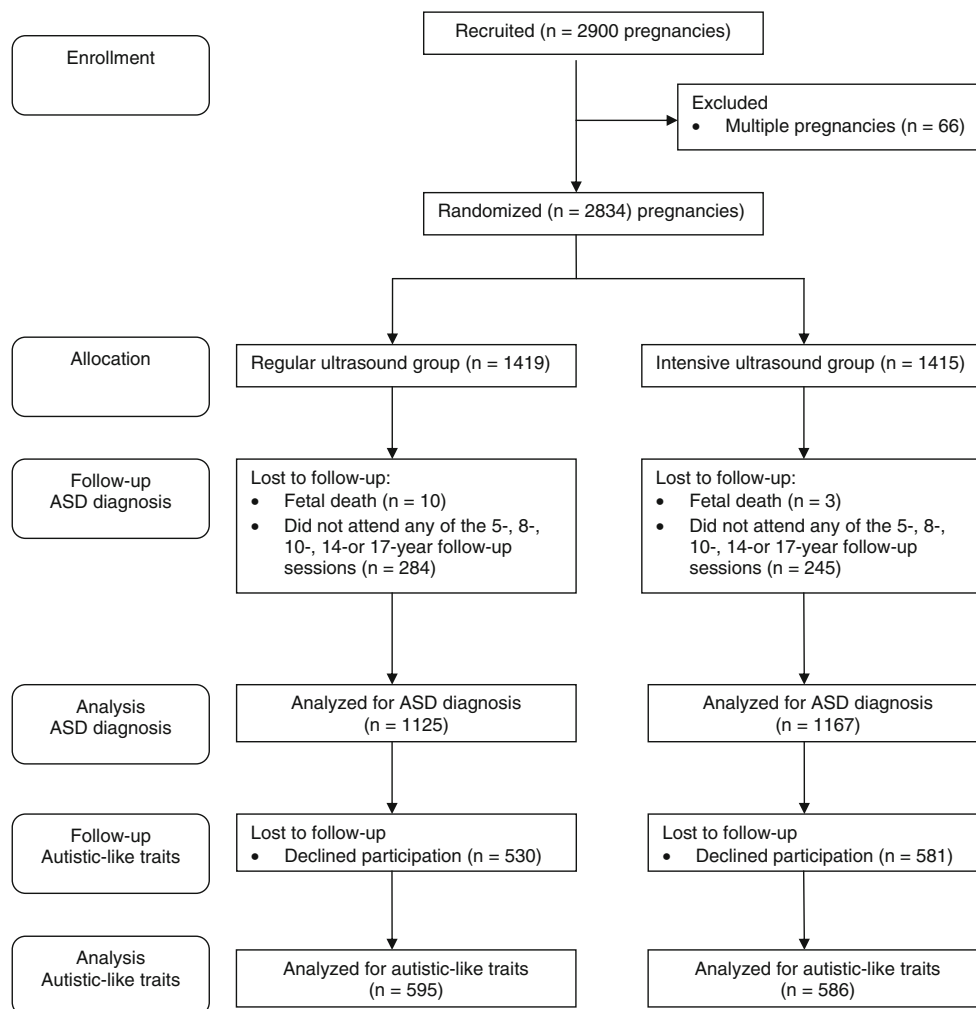 Enrollment
Recruited (n = 2900 pregnancies)
Excluded
• Multiple pregnancies (n = 66)
Randomized (n = 2834) pregnancies)
Allocation
Regular ultrasound group (n = 1419)
Intensive ultrasound group (n = 1415)
Follow-up
ASD diagnosis
Lost to follow-up:
• Fetal death (n = 10)
• Did not attend any of the 5-, 8-,
10-, 14-or 17-year follow-up
sessions (n = 284)
Lost to follow-up:
• Fetal death (n = 3)
• Did not attend any of the 5-, 8-,
10-, 14-or 17-year follow-up
sessions (n = 245)
Analysis
ASD diagnosis
Analyzed for ASD diagnosis
(n = 1125)
Analyzed for ASD diagnosis
(n = 1167)
Follow-up
Autistic-like traits
Lost to follow-up
• Declined participation (n = 530)
Lost to follow-up
• Declined participation (n = 581)
Analysis
Autistic-like traits
Analyzed for autistic-like traits
(n = 595)
Analyzed for autistic-like traits
(n = 586)